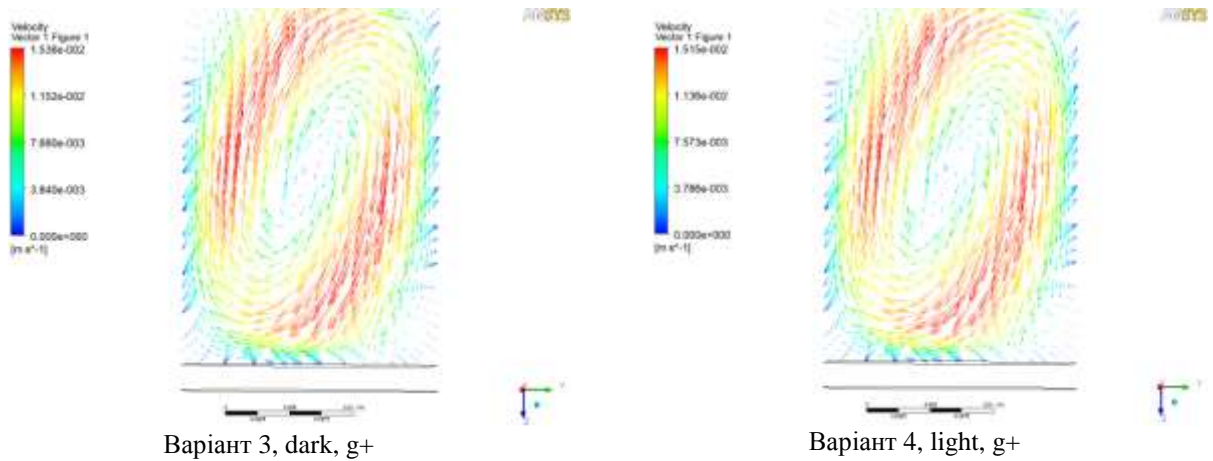 ANSYS
Velocity
Vector 1 Figure 1
1.536e-002
1.152e-002
7.680e-003
3.840e-003
0.000e+000
[m s^-1]
Варіант 3, dark, g+
ANSYS
Velocity
Vector 1 Figure 1
1.515e-002
1.136e-002
7.573e-003
3.786e-003
0.000e+000
[m s^-1]
Варіант 4, light, g+